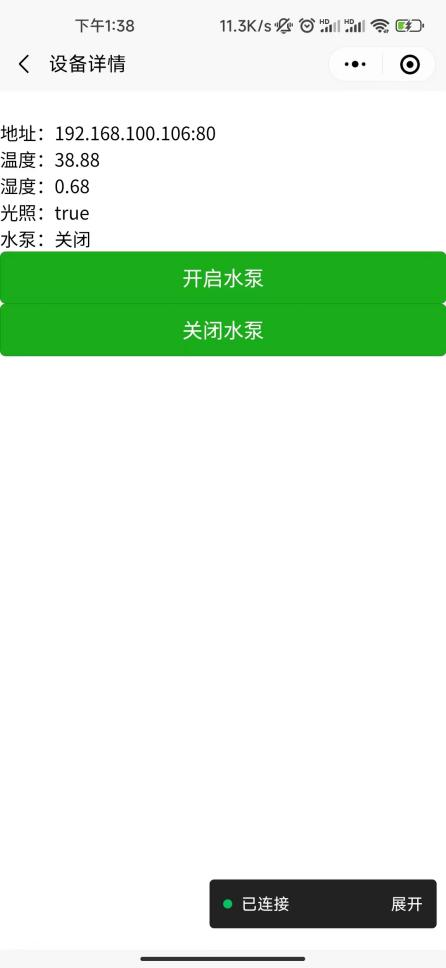 下午1:38
11.3K/s
HD
HD
设备详情
地址：192.168.100.106:80
温度：38.88
湿度：0.68
光照：true
水泵：关闭
开启水泵
关闭水泵
已连接
展开